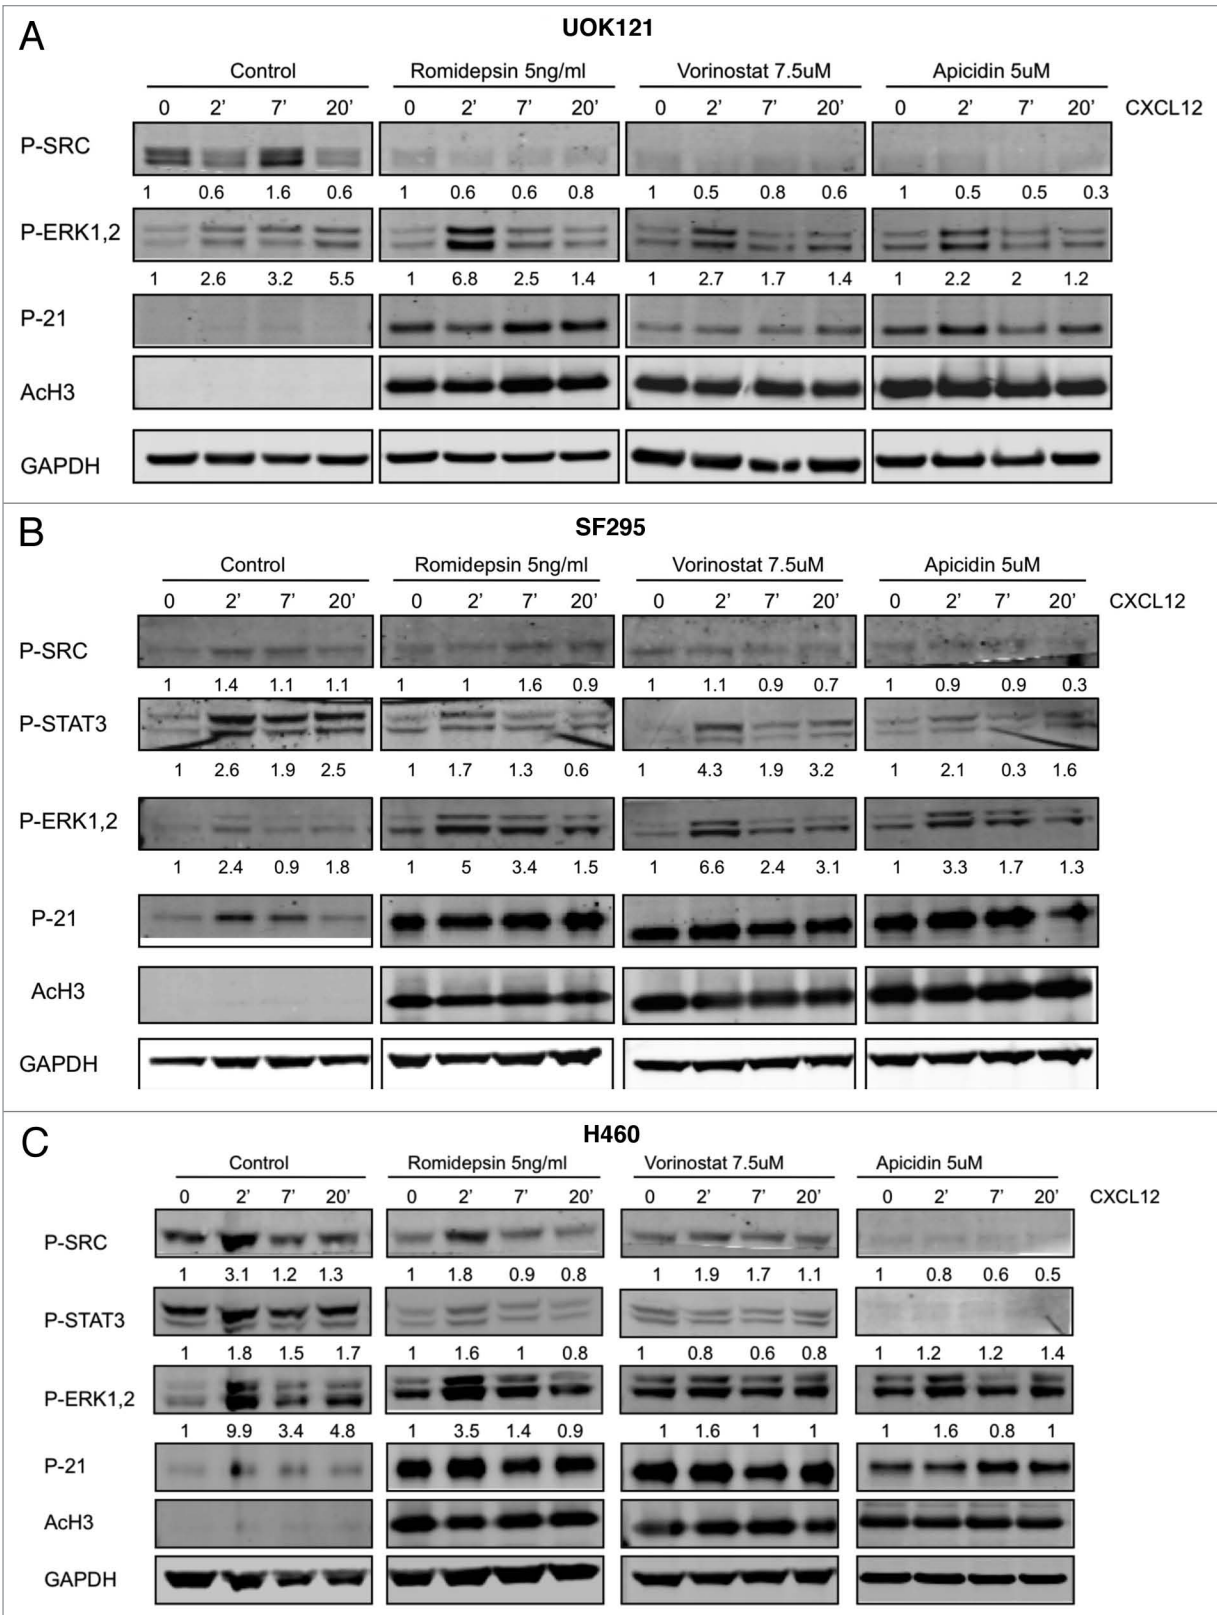 A
UOK121
Control Romidepsin 5ng/ml Vorinostat 7.5uM Apicidin 5uM
0 2’ 7’ 20’ 0 2’ 7’ 20’ 0 2’ 7’ 20’ 0 2’ 7’ 20’ CXCL12
P-SRC
1 0.6 1.6 0.6 1 0.6 0.6 0.8 1 0.5 0.8 0.6 1 0.5 0.5 0.3
P-ERK1,2
1 2.6 3.2 5.5 1 6.8 2.5 1.4 1 2.7 1.7 1.4 1 2.2 2 1.2
P-21
AcH3
GAPDH
B
SF295
Control Romidepsin 5ng/ml Vorinostat 7.5uM Apicidin 5uM
0 2’ 7’ 20’ 0 2’ 7’ 20’ 0 2’ 7’ 20’ 0 2’ 7’ 20’ CXCL12
P-SRC
1 1.4 1.1 1.1 1 1 1.6 0.9 1 1.1 0.9 0.7 1 0.9 0.9 0.3
P-STAT3
1 2.6 1.9 2.5 1 1.7 1.3 0.6 1 4.3 1.9 3.2 1 2.1 0.3 1.6
P-ERK1,2
1 2.4 0.9 1.8 1 5 3.4 1.5 1 6.6 2.4 3.1 1 3.3 1.7 1.3
P-21
AcH3
GAPDH
C
H460
Control Romidepsin 5ng/ml Vorinostat 7.5uM Apicidin 5uM
0 2’ 7’ 20’ 0 2’ 7’ 20’ 0 2’ 7’ 20’ 0 2’ 7’ 20’ CXCL12
P-SRC
1 3.1 1.2 1.3 1 1.8 0.9 0.8 1 1.9 1.7 1.1 1 0.8 0.6 0.5
P-STAT3
1 1.8 1.5 1.7 1 1.6 1 0.8 1 0.8 0.6 0.8 1 1.2 1.2 1.4
P-ERK1,2
1 9.9 3.4 4.8 1 3.5 1.4 0.9 1 1.6 1 1 1 1.6 0.8 1
P-21
AcH3
GAPDH